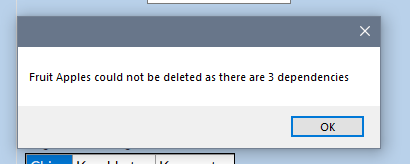 Fruit Apples could not be deleted as there are 3 dependencies
OK